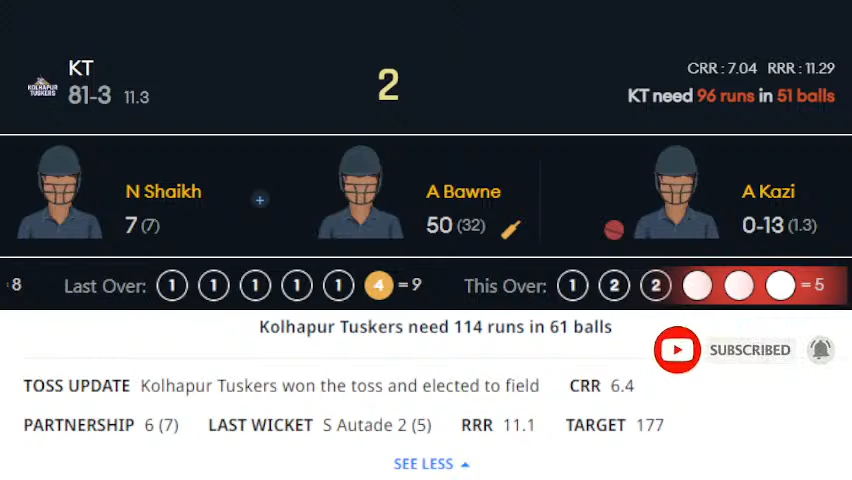 KT
KOLHAPUR
TUSKERS
81-3 11.3
2
CRR : 7.04 RRR : 11.29
KT need 96 runs in 51 balls
N Shaikh
7 (7)
+
A Bawne
50 (32)
A Kazi
0-13 (1.3)
: 8 Last Over: 1 1 1 1 1 4 = 9 This Over: 1 2 2 = 5
Kolhapur Tuskers need 114 runs in 61 balls
SUBSCRIBED
TOSS UPDATE Kolhapur Tuskers won the toss and elected to field CRR 6.4
PARTNERSHIP 6 (7) LAST WICKET S Autade 2 (5) RRR 11.1 TARGET 177
SEE LESS